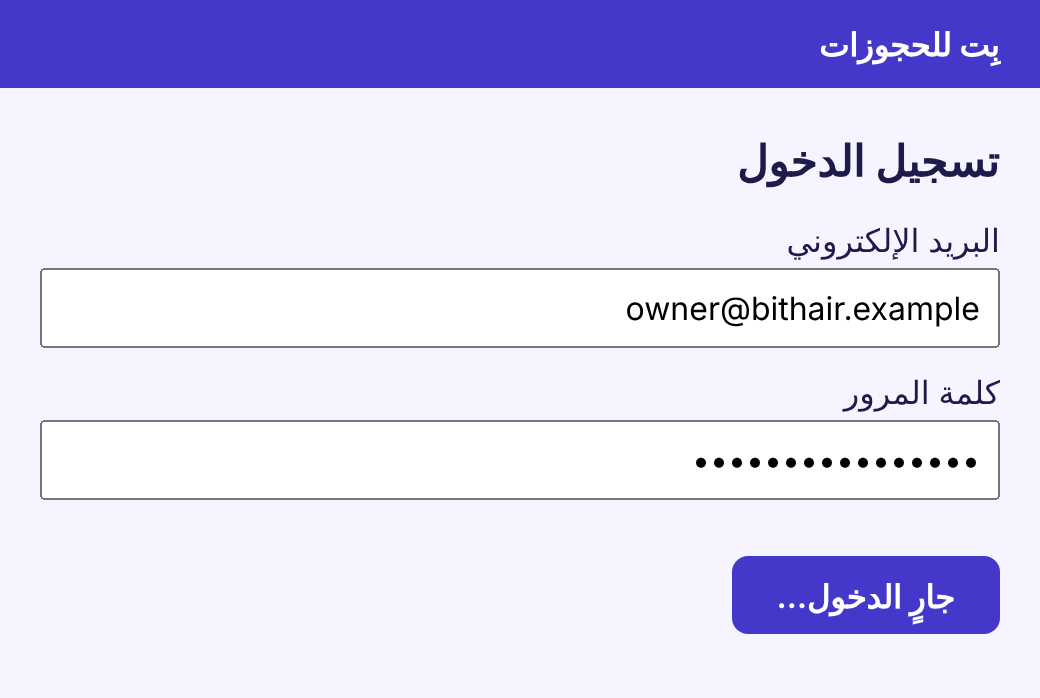 بِت للحجوزات
تسجيل الدخول
البريد الإلكتروني
owner@bithair.example
كلمة المرور
••••••••••••••••
جارٍ الدخول...